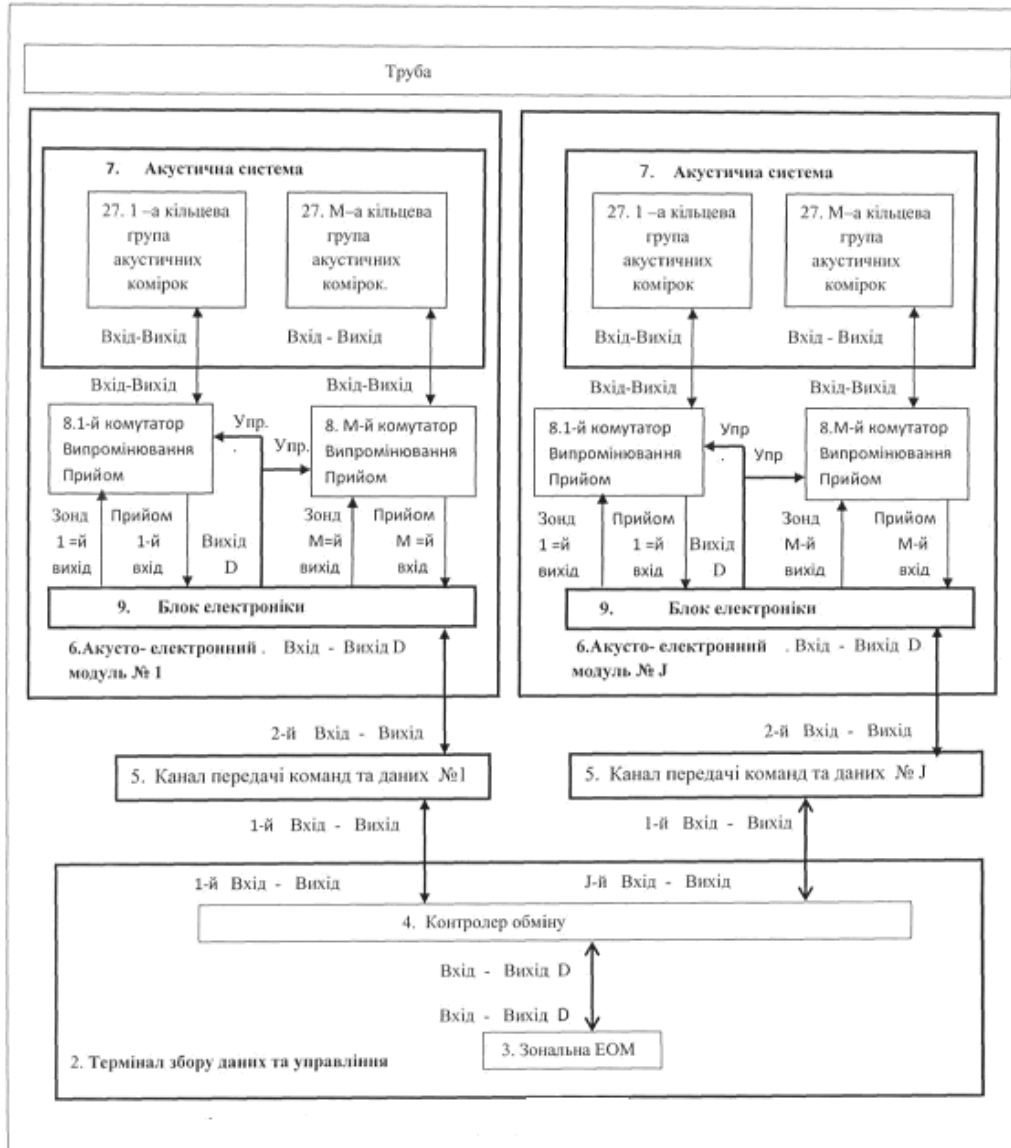 Труба
7. Акустична система
27. 1 –а кільцева
група
акустичних
комірок
27. М–а кільцева
група
акустичних
комірок.
Вхід-Вихід
Вхід - Вихід
Вхід-Вихід
Вхід-Вихід
8.1-й комутатор
Випромінювання
Прийом
Упр.
.
Упр.
8. М-й комутатор
Випромінювання
Прийом
Зонд
1 =й
вихід
Прийом
1-й
вхід
Вихід
D
Зонд
М=й
вихід
Прийом
М =й
вхід
9. Блок електроніки
6.Акусто- електронний . Вхід - Вихід D
модуль № 1
7. Акустична система
27. 1 –а кільцева
група
акустичних
комірок
27. М–а кільцева
група
акустичних
комірок
Вхід-Вихід
Вхід - Вихід
Вхід-Вихід
Вхід-Вихід
8.1-й комутатор
Випромінювання
Прийом
Упр
.
Упр
8.М-й комутатор
Випромінювання
Прийом
Зонд
1 =й
вихід
Прийом
1 =й
вхід
Вихід
D
Зонд
М-й
вихід
Прийом
М-й
вхід
9. Блок електроніки
6.Акусто- електронний . Вхід - Вихід D
модуль № J
2-й Вхід - Вихід
2-й Вхід - Вихід
5. Канал передачі команд та даних №1
5. Канал передачі команд та даних № J
1-й Вхід - Вихід
1-й Вхід - Вихід
1-й Вхід - Вихід
J-й Вхід - Вихід
4. Контролер обміну
Вхід - Вихід D
Вхід - Вихід D
3. Зональна ЕОМ
2. Термінал збору даних та управління